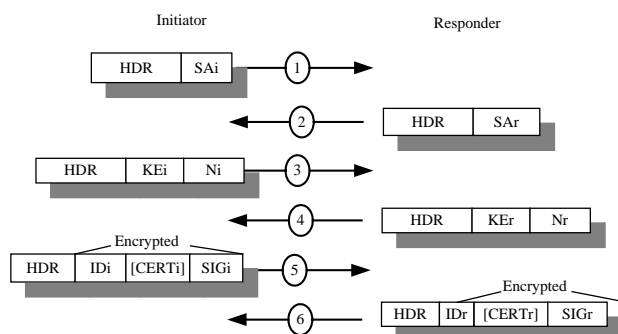 Initiator Responder
HDR SAi 1
2 HDR SAr
HDR KEi Ni 3
4 HDR KEr Nr
Encrypted
HDR IDi [CERTi] SIGi 5
Encrypted
6 HDR IDr [CERTr] SIGr